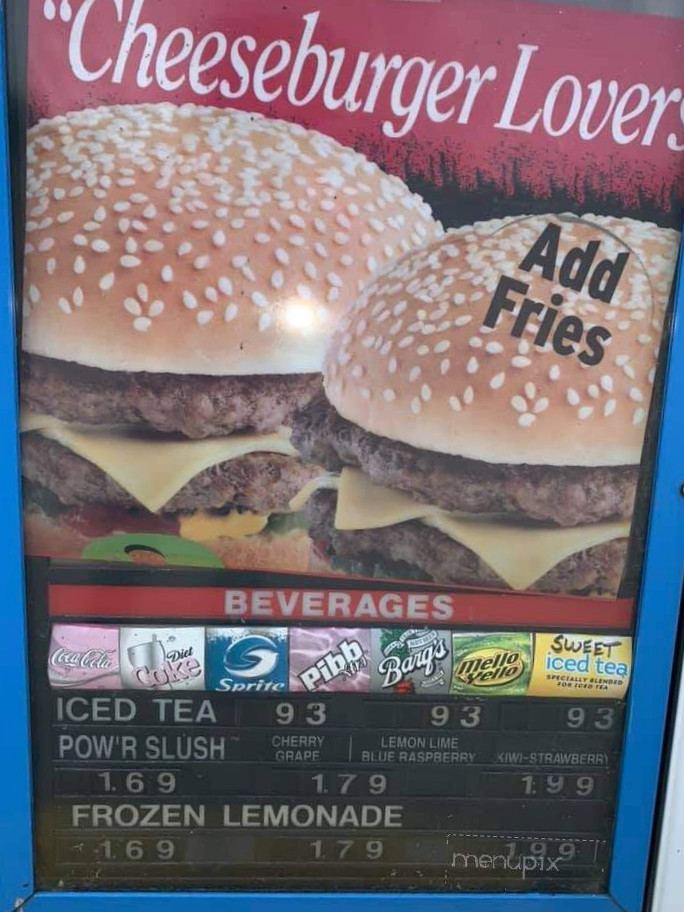 "Cheeseburger Lovers
Add
Fries
BEVERAGES
Coca-Cola Diet Coke Sprite Pibb Barq's mello yello SWEET iced tea
SPECIALLY BLENDED
FOR ICED TEA
ICED TEA 93 93 93
POW'R SLUSH™ CHERRY GRAPE | LEMON LIME BLUE RASPBERRY KIWI-STRAWBERRY
1.69 1.79 1.99
FROZEN LEMONADE
1.69 1.79 1.99
menupix